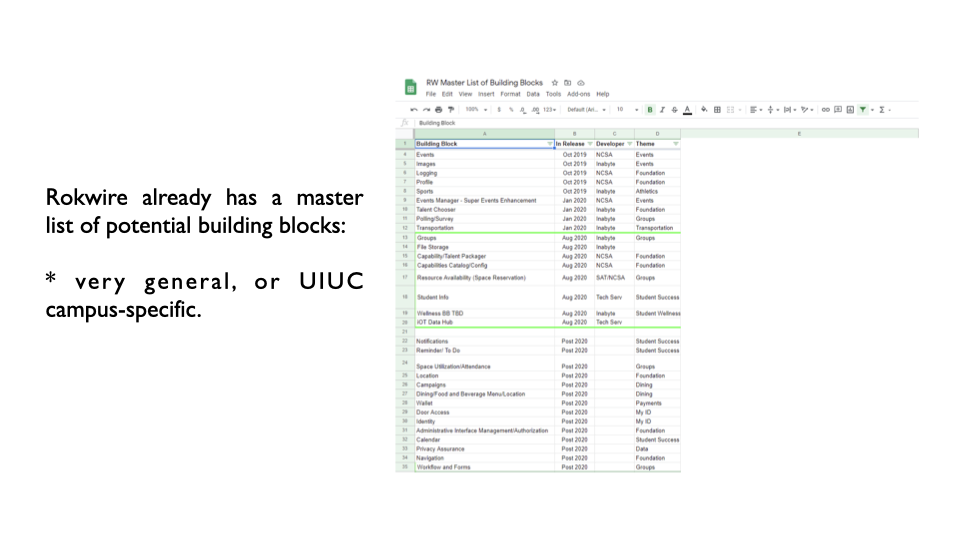 Rokwire already has a master
list of potential building blocks:
* very general, or UIUC
campus-specific.
RW Master List of Building Blocks
File Edit View Insert Format Data Tools Add-ons Help
100% $ % .0 .00 123 Default (Ari... 10 B I S A
fx Building Block
A B C D E
1 Building Block In Release Developer Theme
4 Events Oct 2019 NCSA Events
5 Images Oct 2019 Inabyte Events
6 Logging Oct 2019 NCSA Foundation
7 Profile Oct 2019 NCSA Foundation
8 Sports Oct 2019 Inabyte Athletics
9 Events Manager - Super Events Enhancement Jan 2020 NCSA Events
10 Talent Chooser Jan 2020 Inabyte Foundation
11 Polling/Survey Jan 2020 Inabyte Groups
12 Transportation Jan 2020 Inabyte Transportation
13 Groups Aug 2020 Inabyte Groups
14 File Storage Aug 2020 Inabyte
15 Capability/Talent Packager Aug 2020 NCSA Foundation
16 Capabilities Catalog/Config Aug 2020 NCSA Foundation
17 Resource Availability (Space Reservation) Aug 2020 SAT/NCSA Groups
18 Student Info Aug 2020 Tech Serv Student Success
19 Wellness BB TBD Aug 2020 Inabyte Student Wellness
20 IOT Data Hub Aug 2020 Tech Serv
21
22 Notifications Post 2020 Student Success
23 Reminder/ To Do Post 2020 Student Success
24 Space Utilization/Attendance Post 2020 Groups
25 Location Post 2020 Foundation
26 Campaigns Post 2020 Dining
27 Dining/Food and Beverage Menu/Location Post 2020 Dining
28 Wallet Post 2020 Payments
29 Door Access Post 2020 My ID
30 Identity Post 2020 My ID
31 Administrative Interface Management/Authorization Post 2020 Foundation
32 Calendar Post 2020 Student Success
33 Privacy Assurance Post 2020 Data
34 Navigation Post 2020 Foundation
35 Workflow and Forms Post 2020 Groups